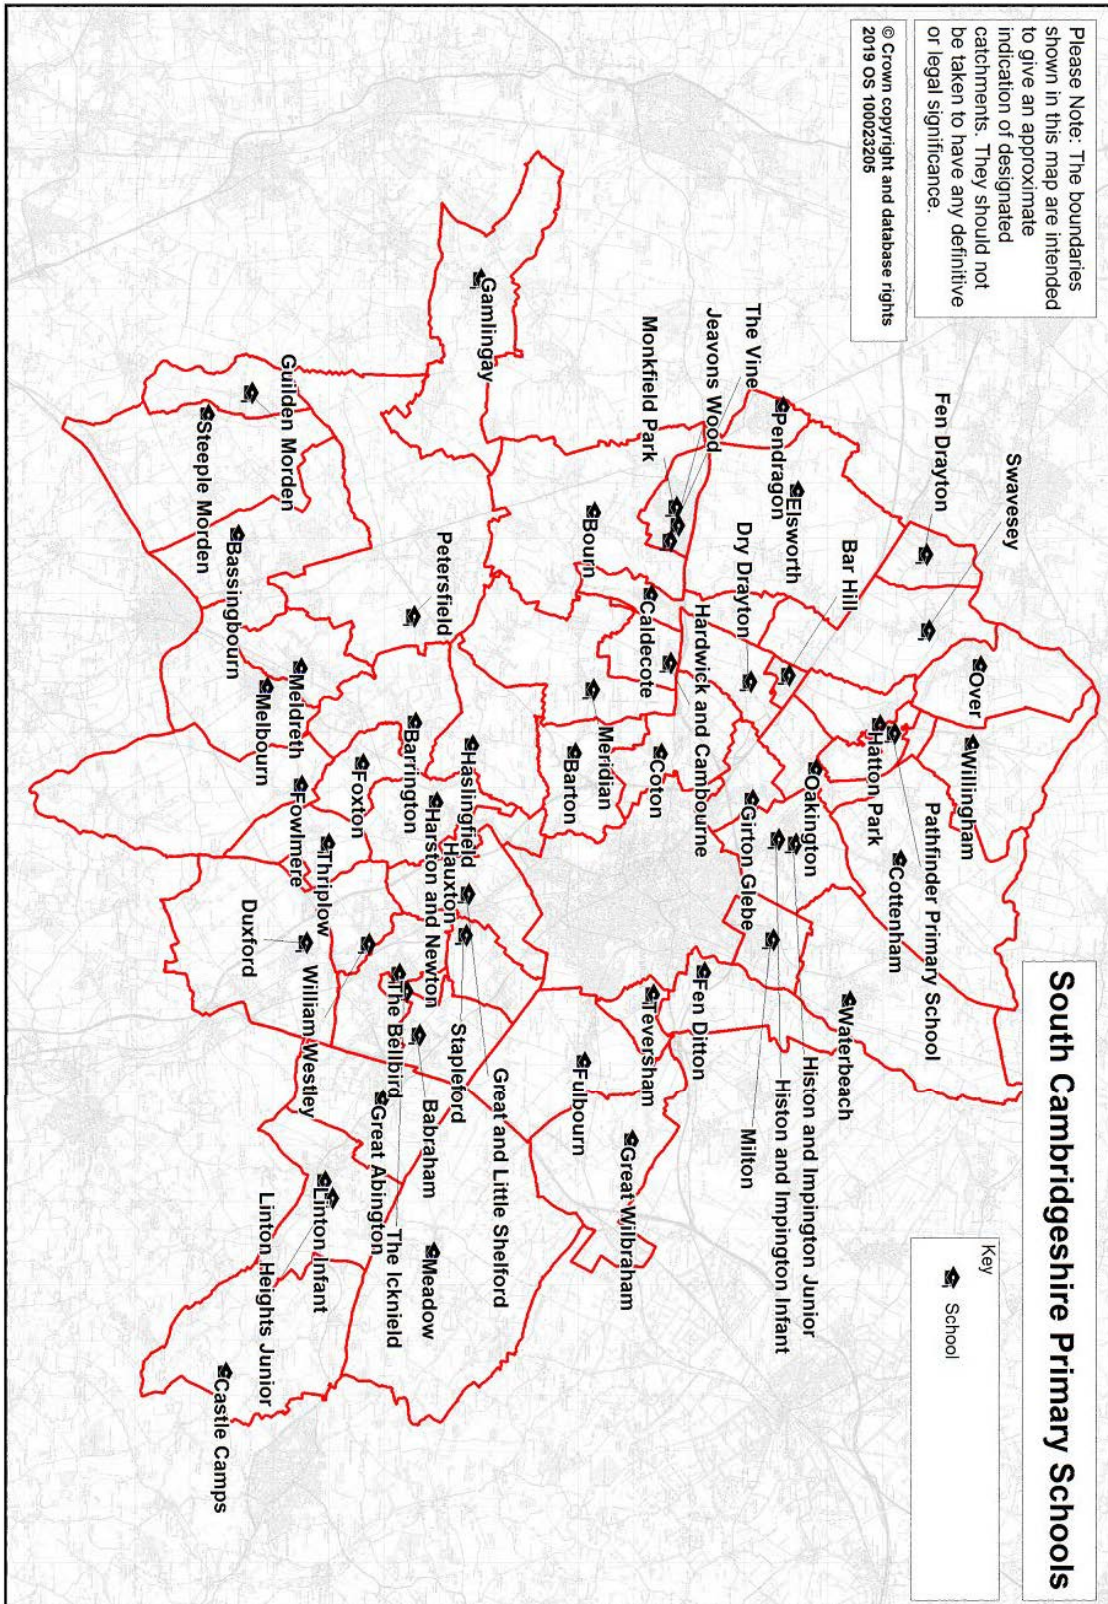 South Cambridgeshire Primary Schools
Please Note: The boundaries
shown in this map are intended
to give an approximate
indication of designated
catchments. They should not
be taken to have any definitive
or legal significance.
© Crown copyright and database rights
2019 OS 100023205
Key
School
Swavesey
Fen Drayton
Over
Willingham
Pathfinder Primary School
Hatton Park
Cottenham
Waterbeach
Bar Hill
Oakington
Elsworth
Pendragon
Dry Drayton
Girton Glebe
Histon and Impington Junior
Histon and Impington Infant
Milton
The Vine
Jeavons Wood
Monkfield Park
Hardwick and Cambourne
Fen Ditton
Caldecote
Coton
Teversham
Great Wilbraham
Bourn
Meridian
Barton
Fulbourn
Gamlingay
Haslingfield
Great and Little Shelford
Stapleford
Hauxton
Harston and Newton
Petersfield
Barrington
Babraham
Meadow
The Icknield
The Bellbird
Great Abington
Foxton
Thriplow
William Westley
Fowlmere
Meldreth
Melbourn
Duxford
Linton Infant
Linton Heights Junior
Guilden Morden
Steeple Morden
Bassingbourn
Castle Camps